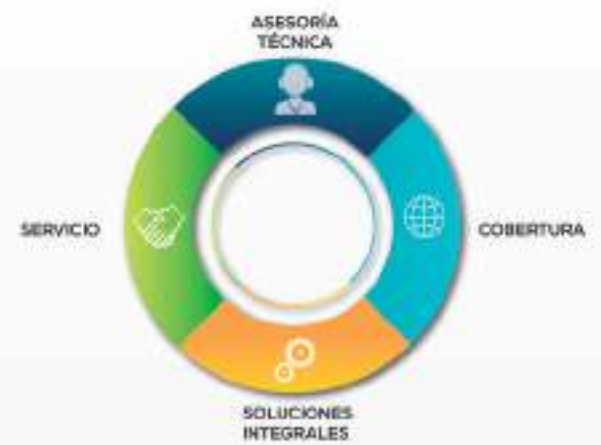 ASESORÍA
TÉCNICA
SERVICIO
COBERTURA
SOLUCIONES
INTEGRALES